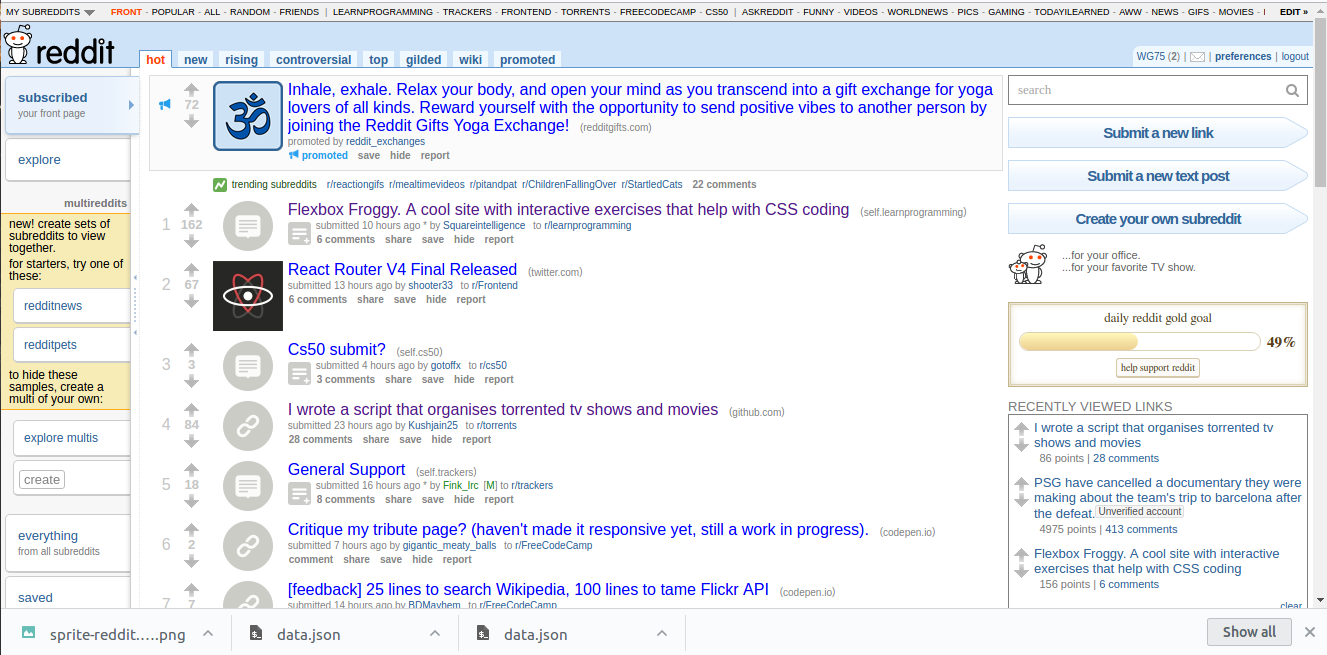 MY SUBREDDITS FRONT - POPULAR - ALL - RANDOM - FRIENDS | LEARNPROGRAMMING - TRACKERS - FRONTEND - TORRENTS - FREECODECAMP - CS50 | ASKREDDIT - FUNNY - VIDEOS - WORLDNEWS - PICS - GAMING - TODAYILEARNED - AWW - NEWS - GIFS - MOVIES - EDIT »
reddit hot new rising controversial top gilded wiki promoted
WG75 (2) | | preferences | logout
subscribed
your front page
explore
multireddits
new! create sets of
subreddits to view
together.
for starters, try one of
these:
redditnews
redditpets
to hide these
samples, create a
multi of your own:
explore multis
create
everything
from all subreddits
saved
72
Inhale, exhale. Relax your body, and open your mind as you transcend into a gift exchange for yoga
lovers of all kinds. Reward yourself with the opportunity to send positive vibes to another person by
joining the Reddit Gifts Yoga Exchange! (redditgifts.com)
promoted by reddit_exchanges
promoted save hide report
trending subreddits r/reactiongifs r/mealtimevideos r/pitandpat r/ChildrenFallingOver r/StartledCats 22 comments
1 162
Flexbox Froggy. A cool site with interactive exercises that help with CSS coding (self.learnprogramming)
submitted 10 hours ago * by Squareintelligence to r/learnprogramming
6 comments share save hide report
2 67
React Router V4 Final Released (twitter.com)
submitted 13 hours ago by shooter33 to r/Frontend
6 comments share save hide report
3 3
Cs50 submit? (self.cs50)
submitted 4 hours ago by gotoffx to r/cs50
3 comments share save hide report
4 84
I wrote a script that organises torrented tv shows and movies (github.com)
submitted 23 hours ago by Kushjain25 to r/torrents
28 comments share save hide report
5 18
General Support (self.trackers)
submitted 16 hours ago * by Fink_Irc [M] to r/trackers
8 comments share save hide report
6 2
Critique my tribute page? (haven't made it responsive yet, still a work in progress). (codepen.io)
submitted 7 hours ago by gigantic_meaty_balls to r/FreeCodeCamp
comment share save hide report
7 7
[feedback] 25 lines to search Wikipedia, 100 lines to tame Flickr API (codepen.io)
submitted 14 hours ago by BDMayhem to r/FreeCodeCamp
search
Submit a new link
Submit a new text post
Create your own subreddit
...for your office.
...for your favorite TV show.
daily reddit gold goal
49%
help support reddit
RECENTLY VIEWED LINKS
I wrote a script that organises torrented tv
shows and movies
86 points | 28 comments
PSG have cancelled a documentary they were
making about the team's trip to barcelona after
the defeat. Unverified account
4975 points | 413 comments
Flexbox Froggy. A cool site with interactive
exercises that help with CSS coding
156 points | 6 comments
clear
sprite-reddit.....png data.json data.json Show all